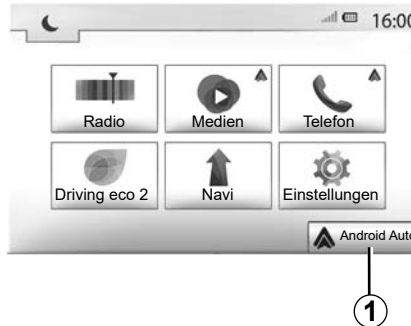 16:00
Radio
Medien
Telefon
Driving eco 2
Navi
Einstellungen
Android Auto
1